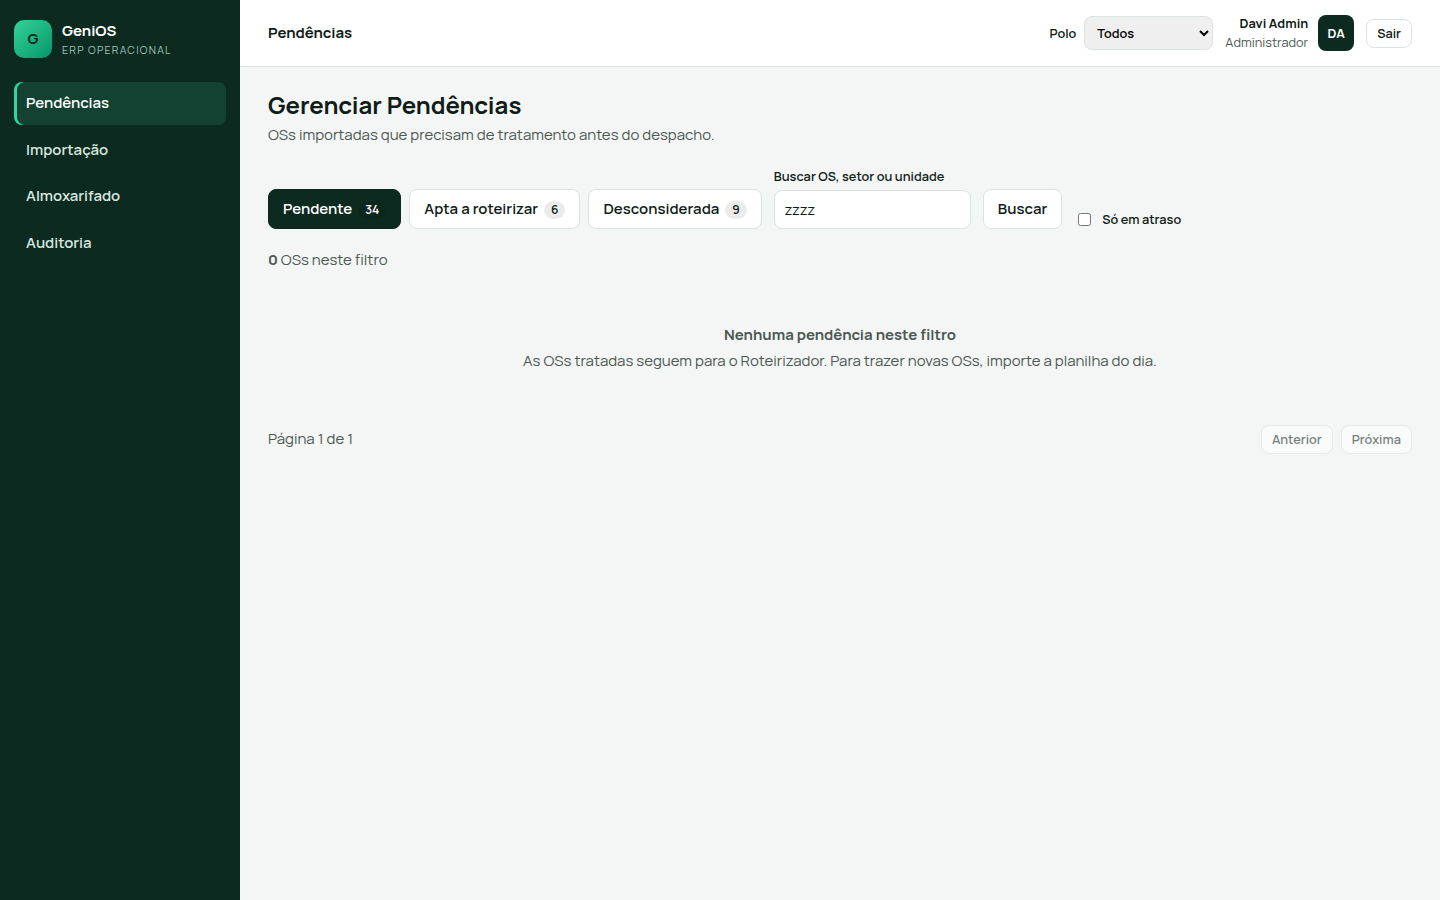 G
GeniOS
ERP OPERACIONAL
Pendências
Importação
Almoxarifado
Auditoria
Pendências
Polo
Todos
Davi Admin
Administrador
DA
Sair
Gerenciar Pendências
OSs importadas que precisam de tratamento antes do despacho.
Pendente 34
Apta a roteirizar 6
Desconsiderada 9
Buscar OS, setor ou unidade
zzzz
Buscar
Só em atraso
0 OSs neste filtro
Nenhuma pendência neste filtro
As OSs tratadas seguem para o Roteirizador. Para trazer novas OSs, importe a planilha do dia.
Página 1 de 1
Anterior
Próxima